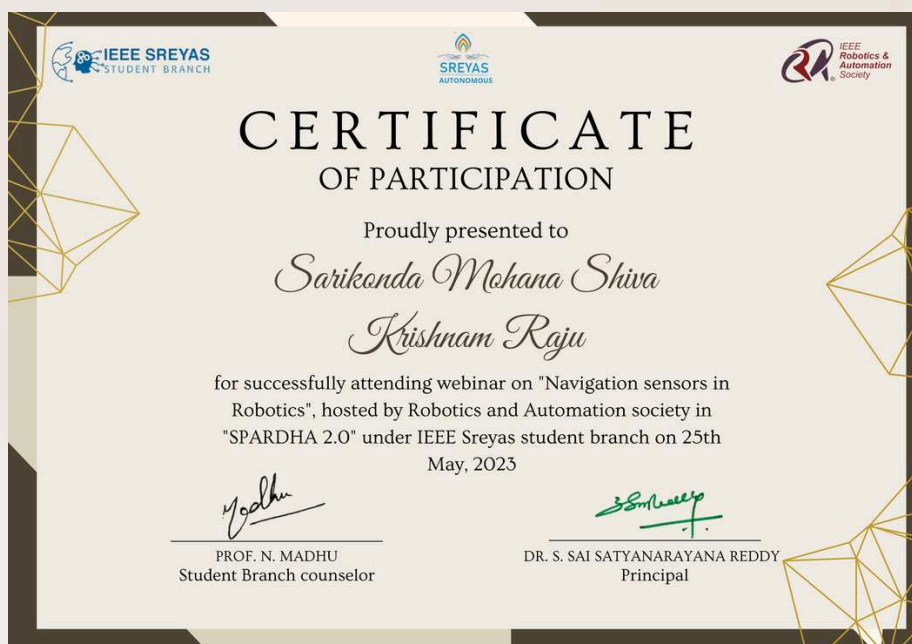 IEEE SREYAS
STUDENT BRANCH
SREYAS
AUTONOMOUS
IEEE
Robotics &
Automation
Society
CERTIFICATE
OF PARTICIPATION
Proudly presented to
Sarikonda Mohana Shiva
Krishnam Raju
for successfully attending webinar on "Navigation sensors in
Robotics", hosted by Robotics and Automation society in
"SPARDHA 2.0" under IEEE Sreyas student branch on 25th
May, 2023
Madhu
PROF. N. MADHU
Student Branch counselor
DR. S. SAI SATYANARAYANA REDDY
Principal